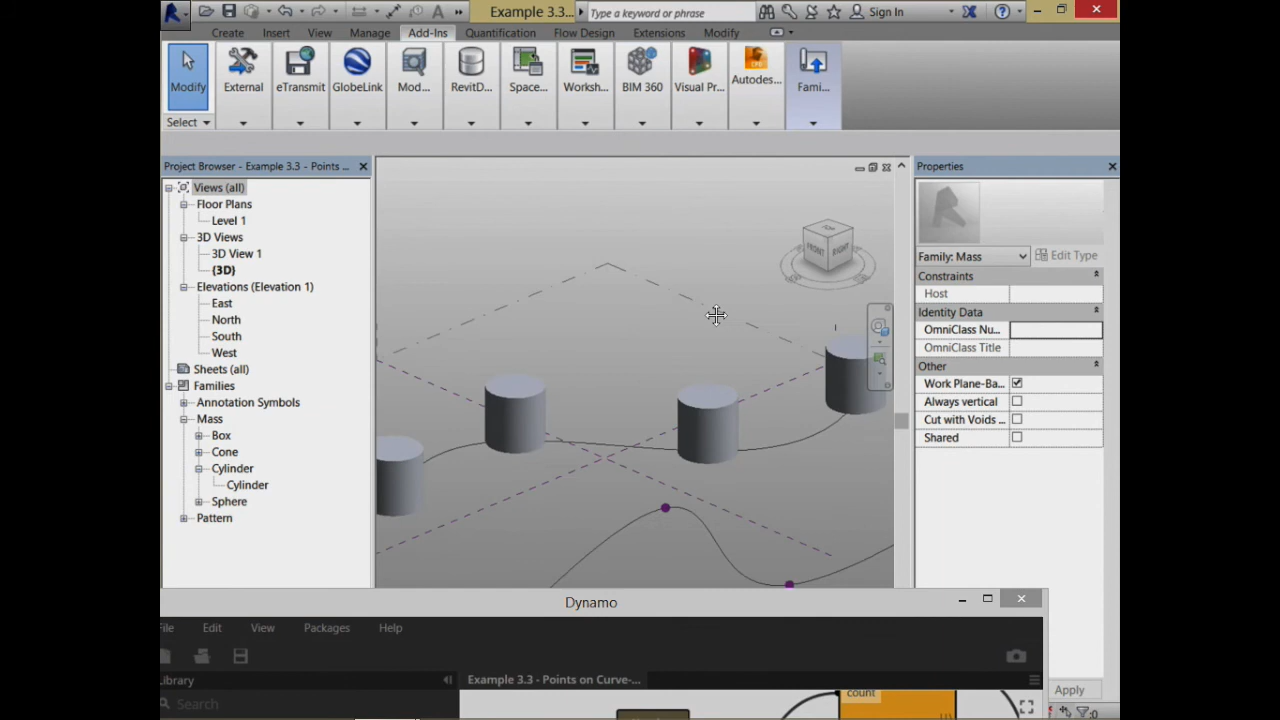 Example 3.3...
Type a keyword or phrase
Sign In
Create Insert View Manage Add-Ins Quantification Flow Design Extensions Modify
Modify External eTransmit GlobeLink Mod... RevitD... Space... Worksh... BIM 360 Visual Pr... Autodes... Fami...
Select
Project Browser - Example 3.3 - Points ...
Views (all)
Floor Plans
Level 1
3D Views
3D View 1
{3D}
Elevations (Elevation 1)
East
North
South
West
Sheets (all)
Families
Annotation Symbols
Mass
Box
Cone
Cylinder
Cylinder
Sphere
Pattern
TOP
FRONT
RIGHT
Properties
Family: Mass
Edit Type
Constraints
Host
Identity Data
OmniClass Nu...
OmniClass Title
Other
Work Plane-Ba...
Always vertical
Cut with Voids ...
Shared
Apply
:0
Dynamo
File Edit View Packages Help
Library
Search
Example 3.3 - Points on Curve-...
count